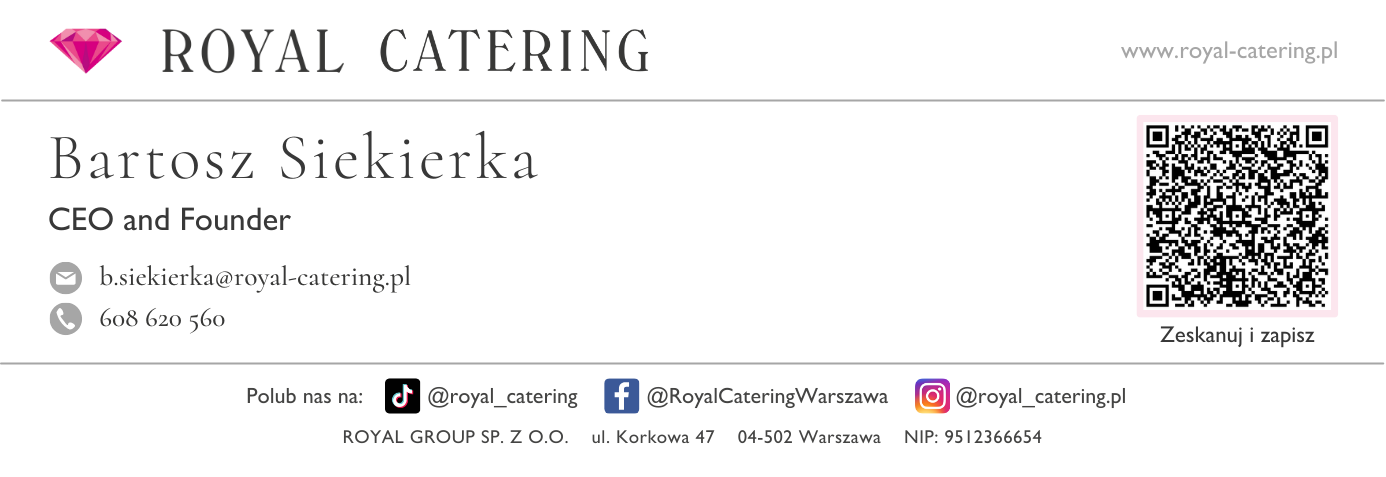 ROYAL CATERING
www.royal-catering.pl
Bartosz Siekierka
CEO and Founder
b.siekierka@royal-catering.pl
608 620 560
Zeskanuj i zapisz
Polub nas na: @royal_catering @RoyalCateringWarszawa @royal_catering.pl
ROYAL GROUP SP. Z O.O. ul. Korkowa 47 04-502 Warszawa NIP: 9512366654